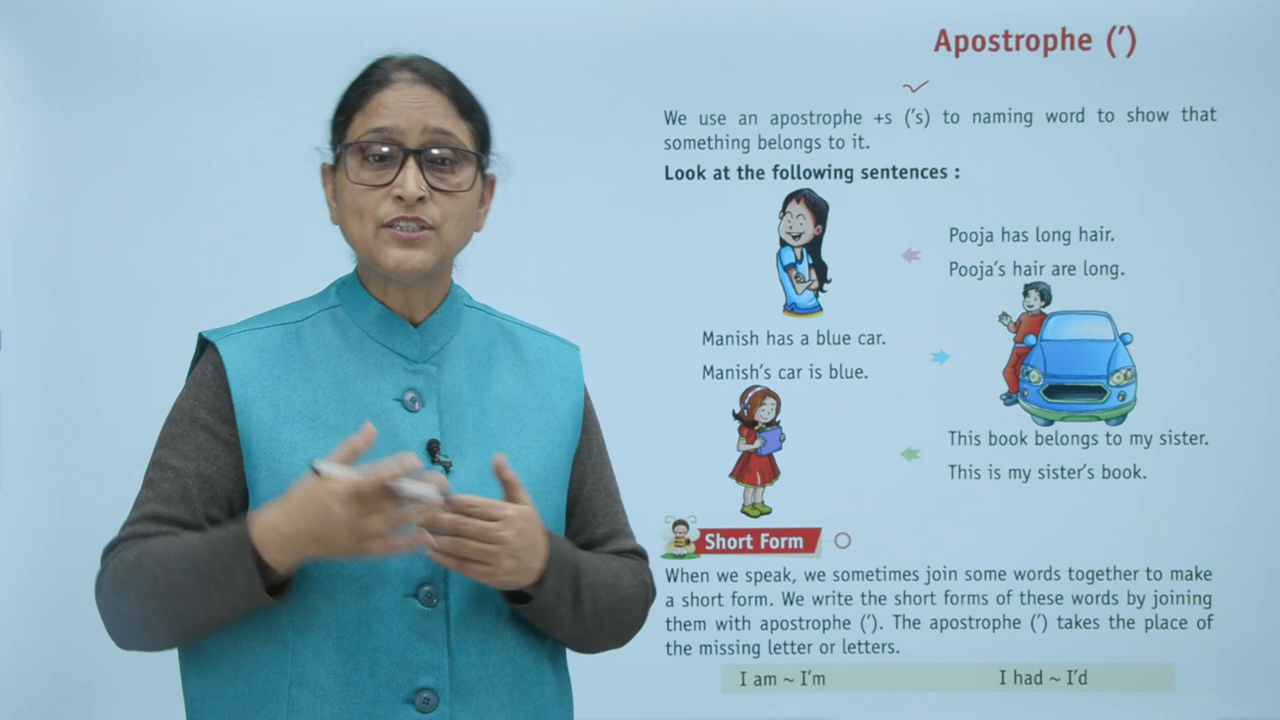 Apostrophe (’)
We use an apostrophe +s (’s) to naming word to show that
something belongs to it.
Look at the following sentences :
Pooja has long hair.
Pooja’s hair are long.
Manish has a blue car.
Manish’s car is blue.
This book belongs to my sister.
This is my sister’s book.
Short Form
When we speak, we sometimes join some words together to make
a short form. We write the short forms of these words by joining
them with apostrophe (’). The apostrophe (’) takes the place of
the missing letter or letters.
I am ~ I’m I had ~ I’d